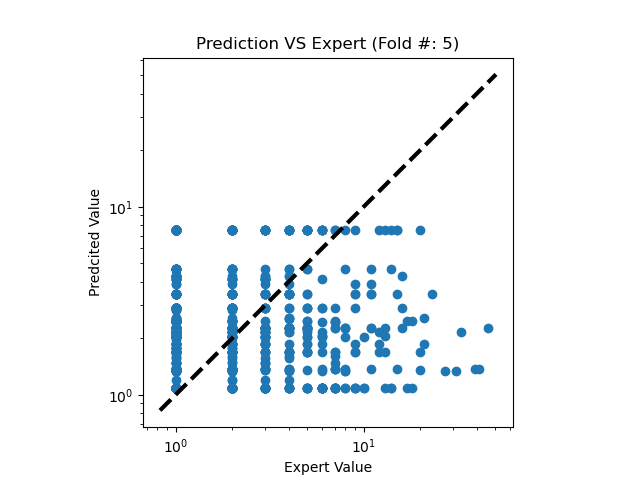 Prediction VS Expert (Fold #: 5)
10¹
10⁰
Predcited Value
10⁰
10¹
Expert Value